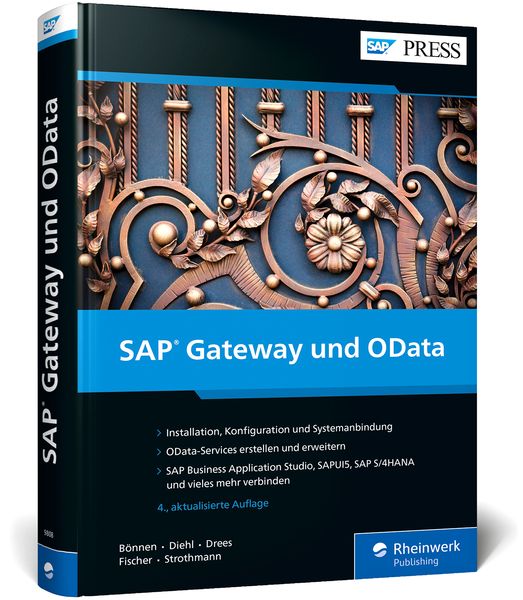 SAP PRESS
SAP® Gateway und OData
SAP® Gateway und OData
> Installation, Konfiguration und Systemanbindung
> OData-Services erstellen und erweitern
> SAP Business Application Studio, SAPUI5, SAP S/4HANA
und vieles mehr verbinden
4., aktualisierte Auflage
Bönnen · Diehl · Drees
Fischer · Strothmann
Rheinwerk
Publishing
SAP